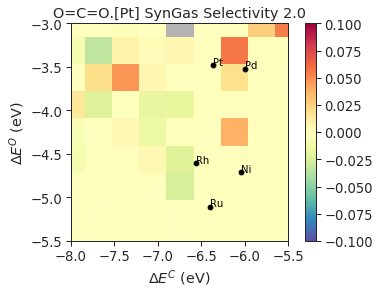 O=C=O.[Pt] SynGas Selectivity 2.0
−3.0
−3.5
−4.0
−4.5
−5.0
−5.5
ΔE^O (eV)
Pt
Pd
Rh
Ni
Ru
−8.0 −7.5 −7.0 −6.5 −6.0 −5.5
ΔE^C (eV)
0.100
0.075
0.050
0.025
0.000
−0.025
−0.050
−0.075
−0.100